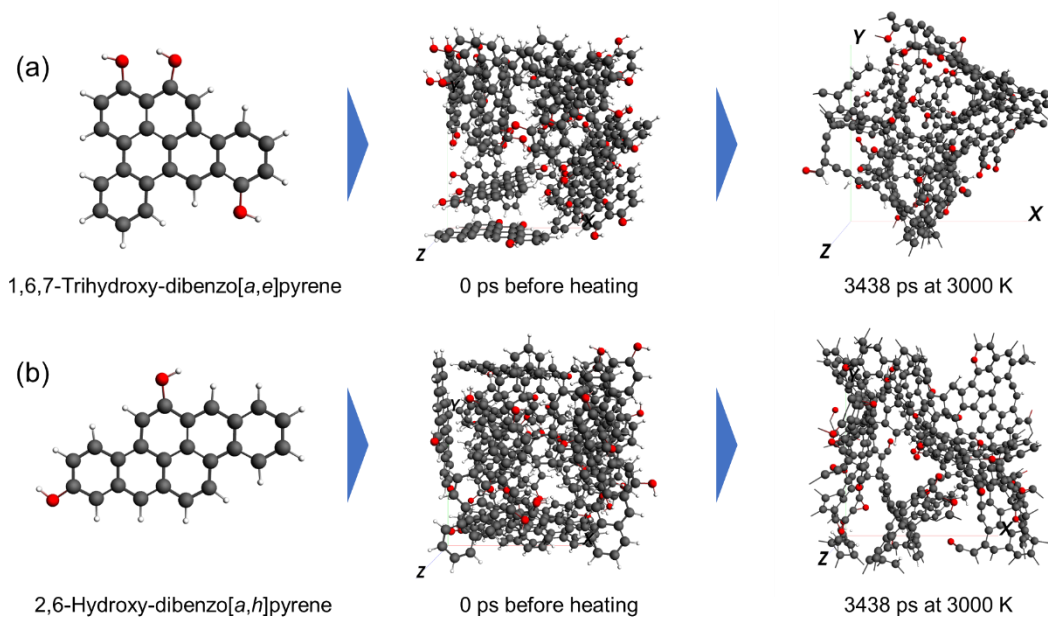 (a)
1,6,7-Trihydroxy-dibenzo[a,e]pyrene
Z
X
0 ps before heating
Y
X
Z
3438 ps at 3000 K
(b)
2,6-Hydroxy-dibenzo[a,h]pyrene
Y
X
Z
0 ps before heating
Y
X
Z
3438 ps at 3000 K